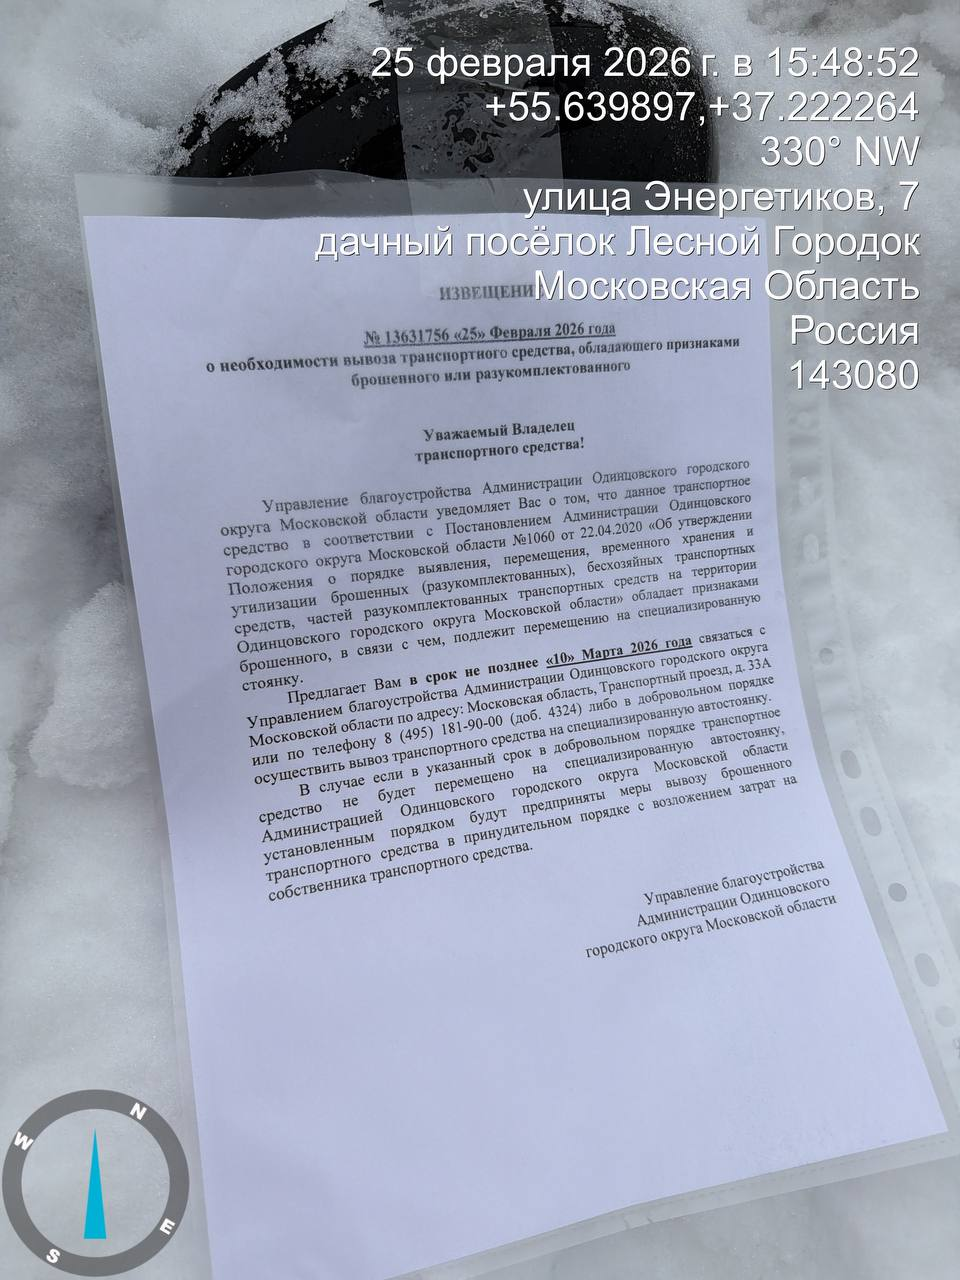 25 февраля 2026 г. в 15:48:52
+55.639897,+37.222264
330° NW
улица Энергетиков, 7
дачный посёлок Лесной Городок
Московская Область
Россия
143080
ИЗВЕЩЕНИ
№ 13631756 «25» Февраля 2026 года
о необходимости вывоза транспортного средства, обладающего признаками
брошенного или разукомплектованного
Уважаемый Владелец
транспортного средства!
Управление благоустройства Администрации Одинцовского городского
округа Московской области уведомляет Вас о том, что данное транспортное
средство в соответствии с Постановлением Администрации Одинцовского
городского округа Московской области №1060 от 22.04.2020 «Об утверждении
Положения о порядке выявления, перемещения, временного хранения и
утилизации брошенных (разукомплектованных), бесхозяйных транспортных
средств, частей разукомплектованных транспортных средств на территории
Одинцовского городского округа Московской области» обладает признаками
брошенного, в связи с чем, подлежит перемещению на специализированную
стоянку.
Предлагает Вам в срок не позднее «10» Марта 2026 года связаться с
Управлением благоустройства Администрации Одинцовского городского округа
Московской области по адресу: Московская область, Транспортный проезд, д. 33А
или по телефону 8 (495) 181-90-00 (доб. 4324) либо в добровольном порядке
осуществить вывоз транспортного средства на специализированную автостоянку.
В случае если в указанный срок в добровольном порядке транспортное
средство не будет перемещено на специализированную автостоянку,
Администрацией Одинцовского городского округа Московской области
установленным порядком будут предприняты меры вывозу брошенного
транспортного средства в принудительном порядке с возложением затрат на
собственника транспортного средства.
Управление благоустройства
Администрации Одинцовского
городского округа Московской области
N
W
E
S